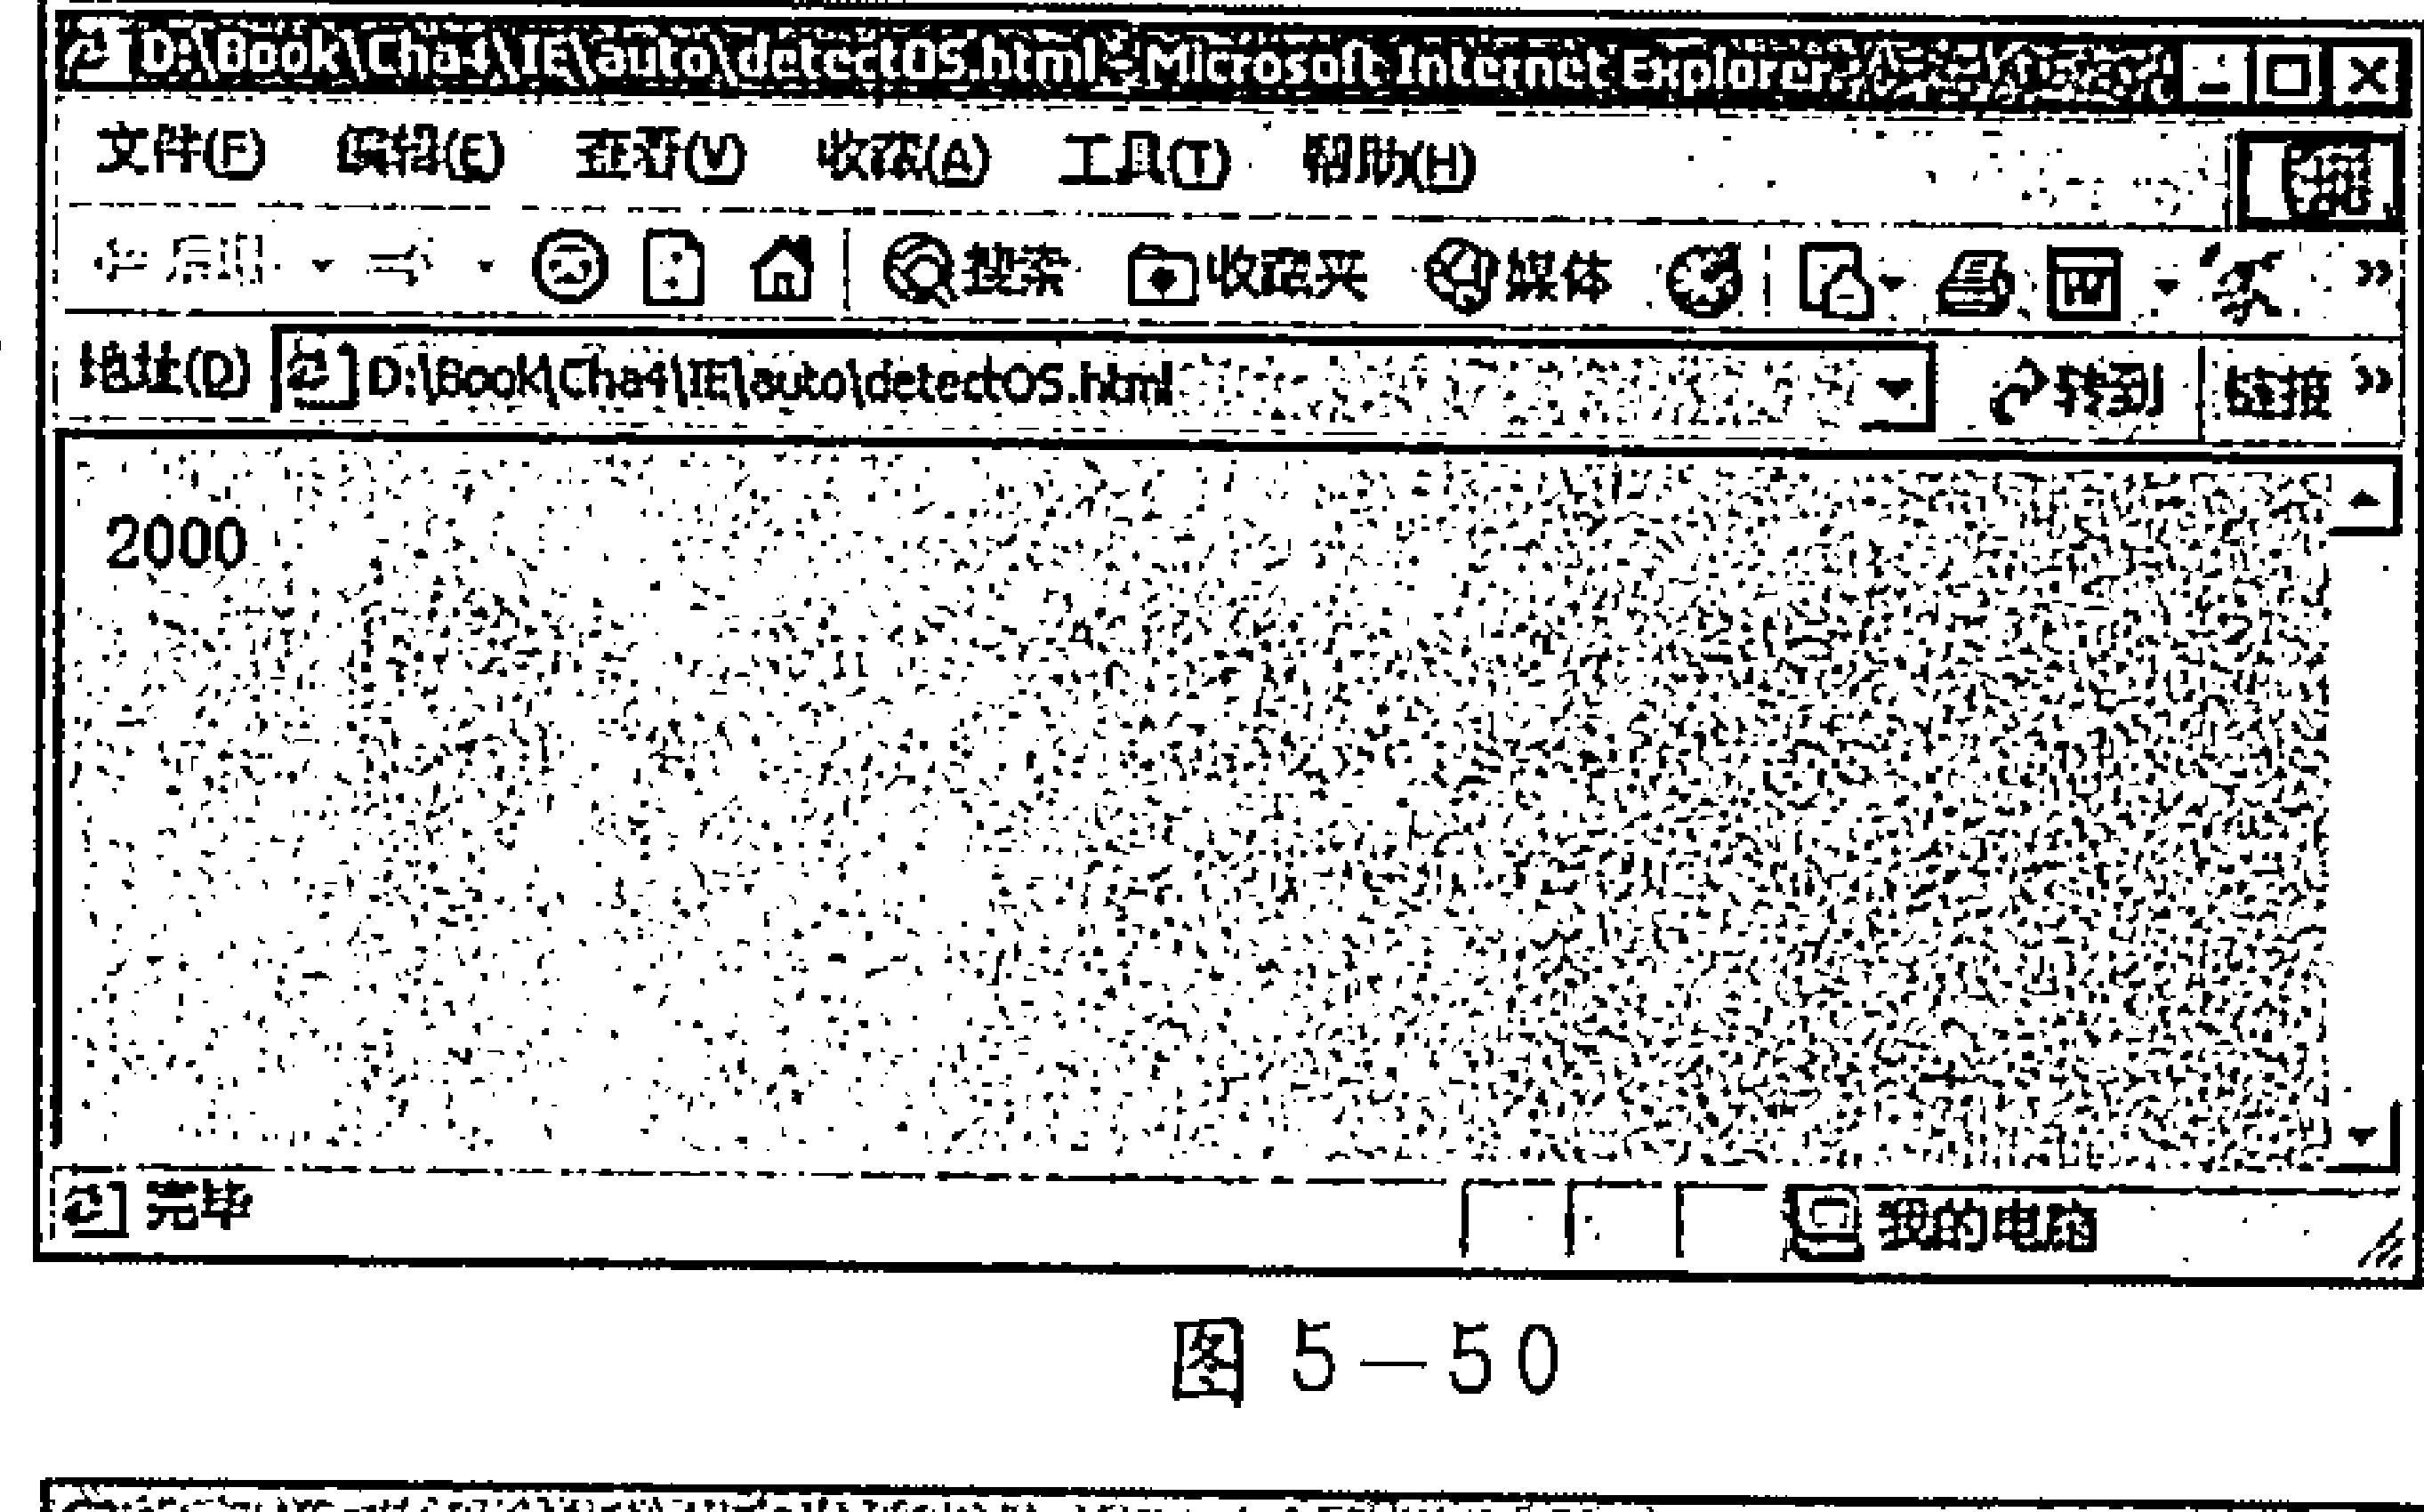 D:\Book\Cha4\IE\auto\detectOS.html - Microsoft Internet Explorer
文件(F) 编辑(E) 查看(V) 收藏(A) 工具(T) 帮助(H)
后退 搜索 收藏夹 媒体 »
地址(D) D:\Book\Cha4\IE\auto\detectOS.html 转到 链接 »
2000
完毕 我的电脑
图 5－50